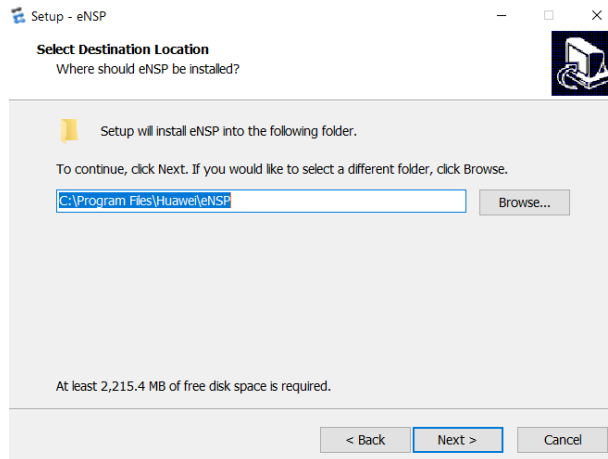 Setup - eNSP
Select Destination Location
Where should eNSP be installed?
Setup will install eNSP into the following folder.
To continue, click Next. If you would like to select a different folder, click Browse.
C:\Program Files\Huawei\eNSP
Browse...
At least 2,215.4 MB of free disk space is required.
< Back
Next >
Cancel